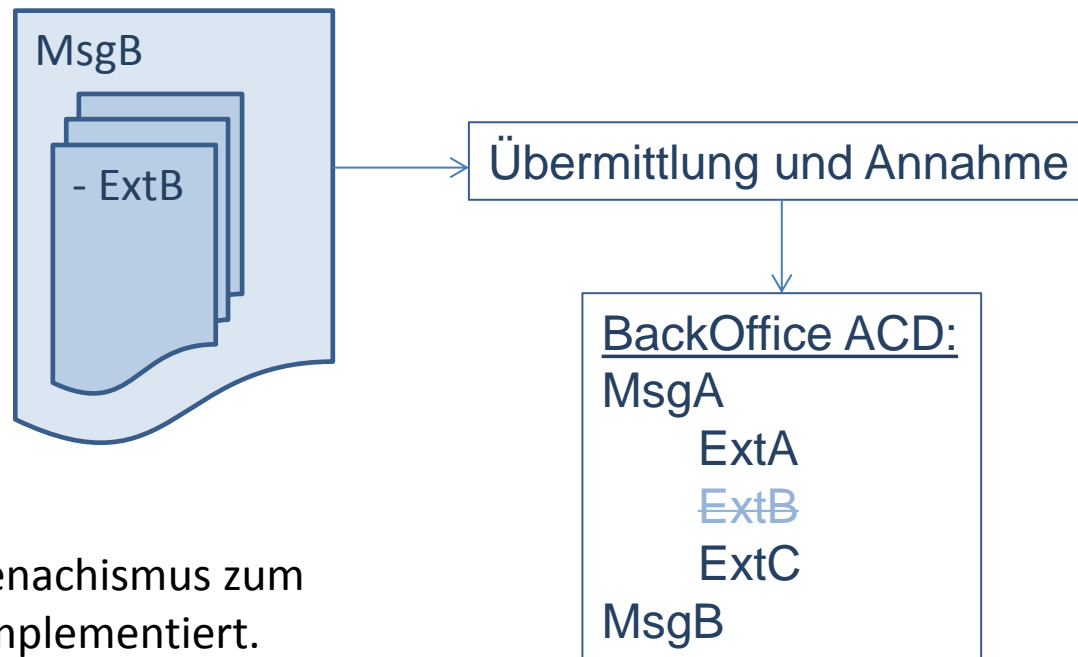 MsgB
- ExtB
Übermittlung und Annahme
BackOffice ACD:
MsgA
ExtA
ExtB
ExtC
MsgB
enachismus zum
nplementiert.